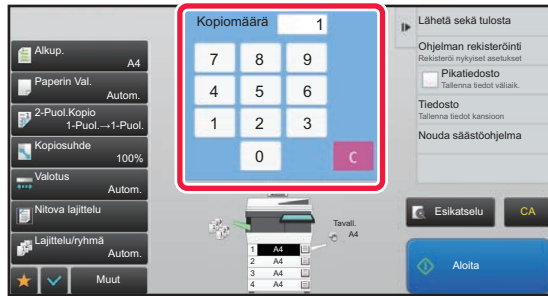 Alkup.
A4
Paperin Val.
Autom.
2-Puol.Kopio
1-Puol.→1-Puol.
Kopiosuhde
100%
Valotus
Autom.
Nitova lajittelu
Lajittelu/ryhmä
Autom.
Muut
Kopiomäärä 1
7 8 9
4 5 6
1 2 3
0 C
Tavall.
A4
1 A4
2 A4
3 A4
4 A4
Lähetä sekä tulosta
Ohjelman rekisteröinti
Rekisteröi nykyiset asetukset
Pikatiedosto
Tallenna tiedot väliaik.
Tiedosto
Tallenna tiedot kansioon
Nouda säästöohjelma
Esikatselu
CA
Aloita